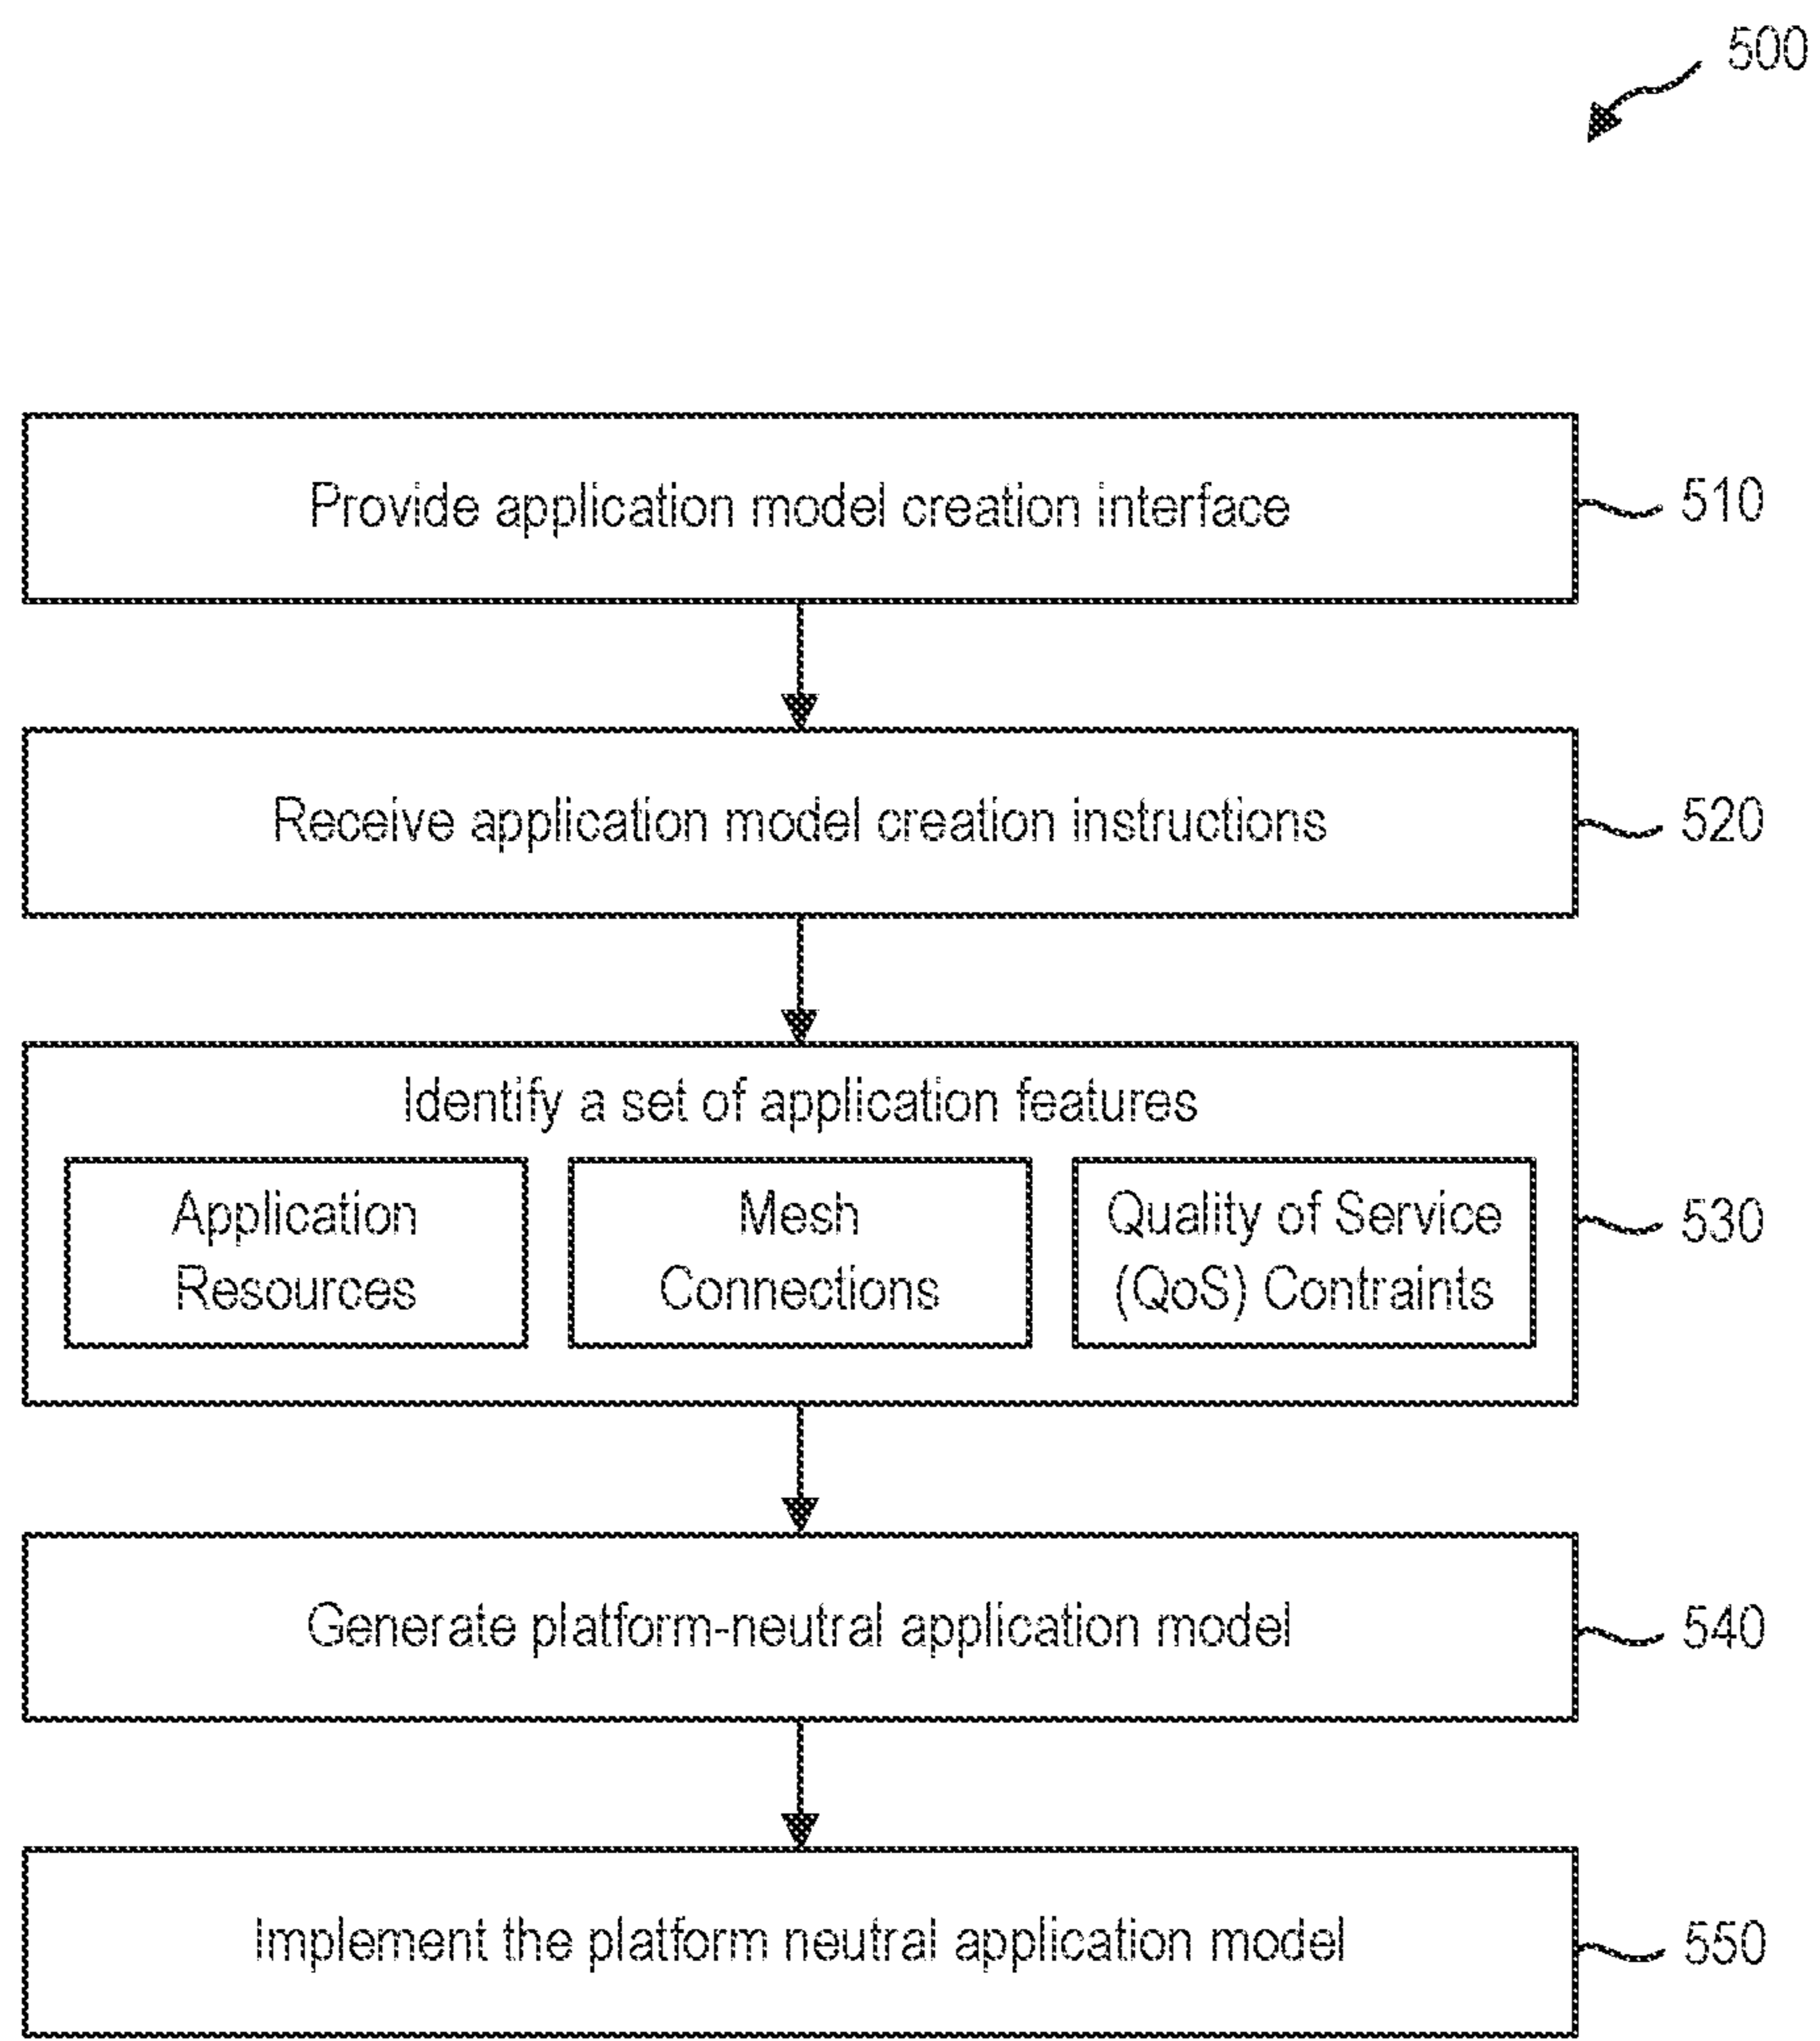 500
Provide application model creation interface
510
Receive application model creation instructions
520
Identify a set of application features
Application
Resources
Mesh
Connections
Quality of Service
(QoS) Contraints
530
Generate platform-neutral application model
540
Implement the platform neutral application model
550